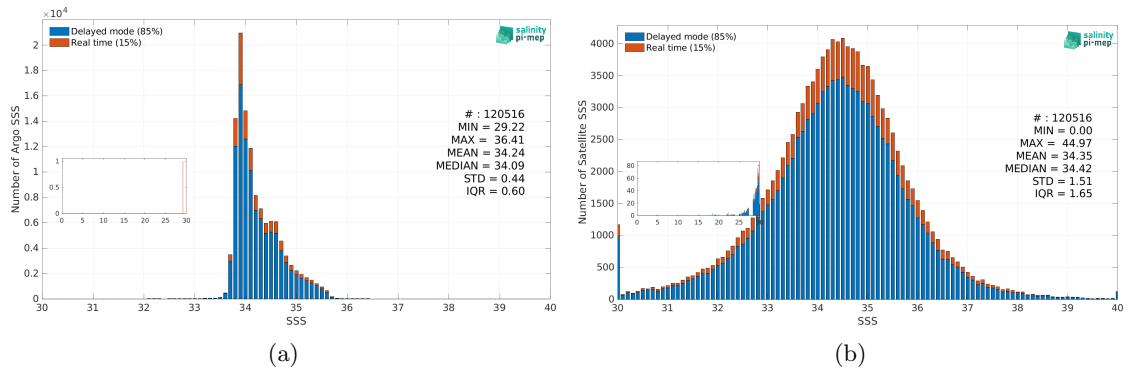 ×10⁴
Delayed mode (85%)
Real time (15%)
salinity
pi-mep
# : 120516
MIN = 29.22
MAX = 36.41
MEAN = 34.24
MEDIAN = 34.09
STD = 0.44
IQR = 0.60
Number of Argo SSS
2
1.8
1.6
1.4
1.2
1
0.8
0.6
0.4
0.2
0
1
0.5
0
0 5 10 15 20 25 30
30 31 32 33 34 35 36 37 38 39 40
SSS
(a)
Delayed mode (85%)
Real time (15%)
salinity
pi-mep
# : 120516
MIN = 0.00
MAX = 44.97
MEAN = 34.35
MEDIAN = 34.42
STD = 1.51
IQR = 1.65
Number of Satellite SSS
4000
3500
3000
2500
2000
1500
1000
500
0
80
60
40
20
0
0 5 10 15 20 25 30
30 31 32 33 34 35 36 37 38 39 40
SSS
(b)